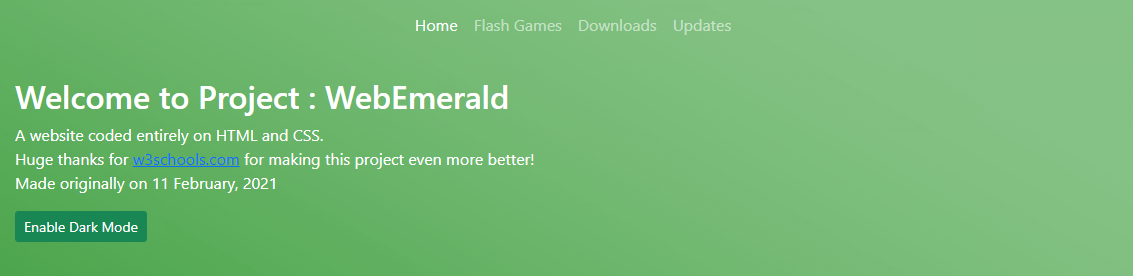 Home Flash Games Downloads Updates
Welcome to Project : WebEmerald
A website coded entirely on HTML and CSS.
Huge thanks for w3schools.com for making this project even more better!
Made originally on 11 February, 2021
Enable Dark Mode